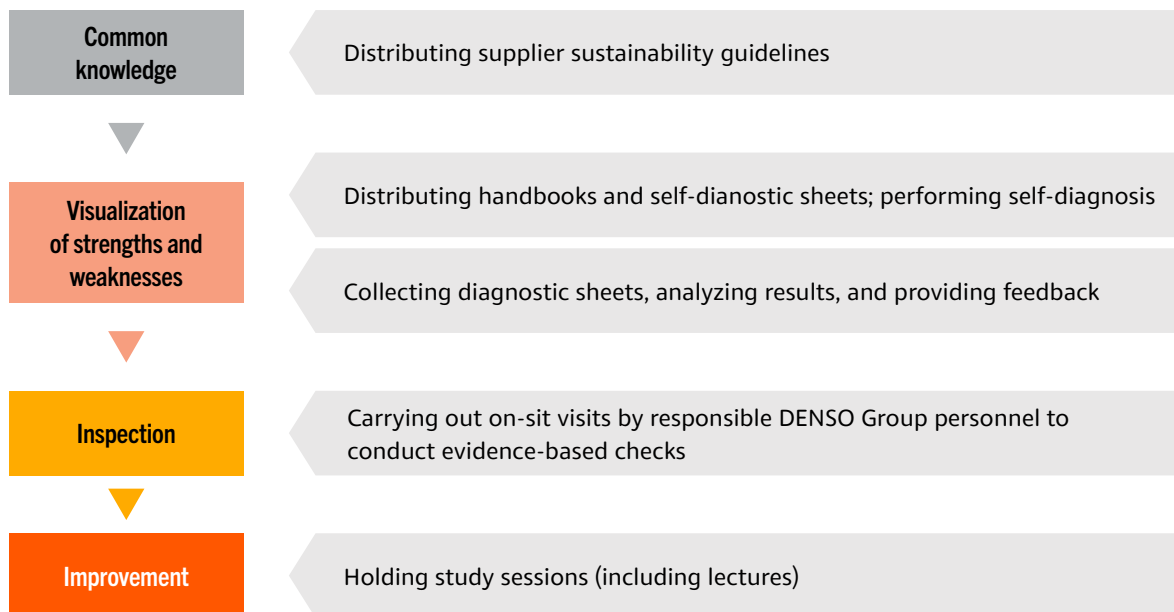 Common
knowledge
Distributing supplier sustainability guidelines
Visualization
of strengths and
weaknesses
Distributing handbooks and self-dianostic sheets; performing self-diagnosis
Collecting diagnostic sheets, analyzing results, and providing feedback
Inspection
Carrying out on-sit visits by responsible DENSO Group personnel to
conduct evidence-based checks
Improvement
Holding study sessions (including lectures)